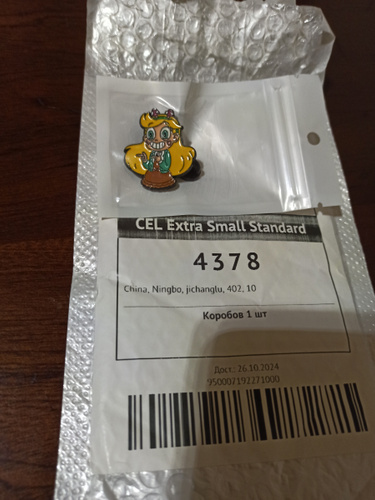 CEL Extra Small Standard
4378
China, Ningbo, jichanglu, 402, 10
Коробов 1 шт
Дост.: 26.10.2024
950007192271000